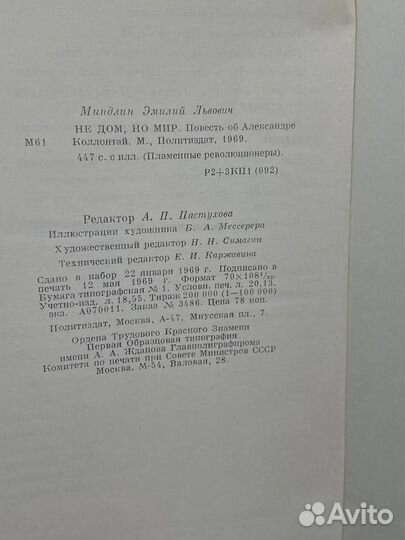 Миндлин Эмилий Львович
НЕ ДОМ, НО МИР. Повесть об Александре
М61 Коллонтай. М., Политиздат, 1969.
447 с. с илл. (Пламенные революционеры).
Р2+3КП1(092)
Редактор А. П. Пастухова
Иллюстрации художника Б. А. Мессерера
Художественный редактор Н. Н. Симагин
Технический редактор Е. И. Каржавина
Сдано в набор 22 января 1969 г. Подписано в
печать 12 мая 1969 г. Формат 70×108¹/₃₂.
Бумага типографская № 1. Условн. печ. л. 20,13.
Учетно-изд. л. 18,55. Тираж 200 000 (1—100 000)
экз. А070011. Заказ № 3486. Цена 78 коп.
Политиздат, Москва, А-47, Миусская пл., 7.
Ордена Трудового Красного Знамени
Первая Образцовая типография
имени А. А. Жданова Главполиграфпрома
Комитета по печати при Совете Министров СССР
Москва, М-54, Валовая, 28.
Avito